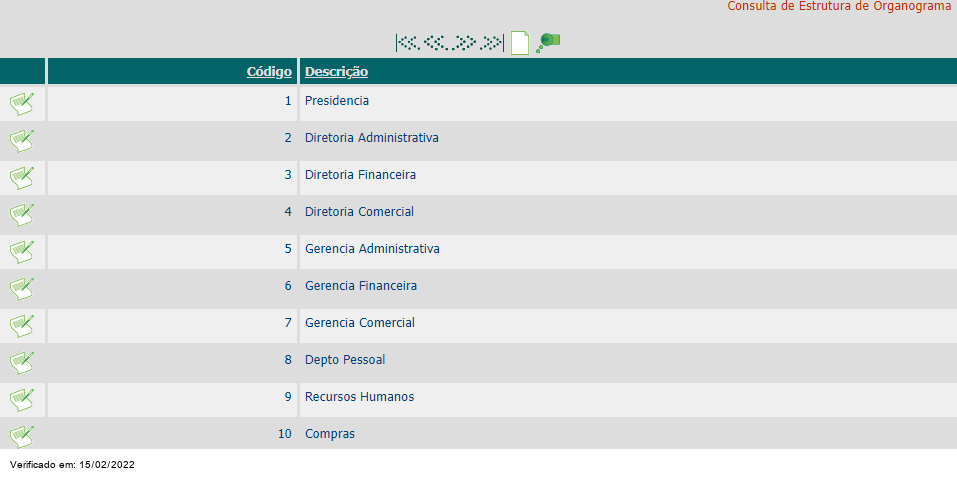 Consulta de Estrutura de Organograma
Código Descrição
1 Presidencia
2 Diretoria Administrativa
3 Diretoria Financeira
4 Diretoria Comercial
5 Gerencia Administrativa
6 Gerencia Financeira
7 Gerencia Comercial
8 Depto Pessoal
9 Recursos Humanos
10 Compras
Verificado em: 15/02/2022